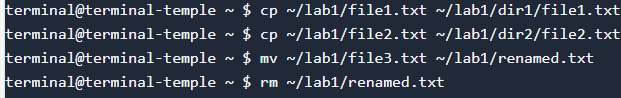 terminal@terminal-temple ~ $ cp ~/lab1/file1.txt ~/lab1/dir1/file1.txt
terminal@terminal-temple ~ $ cp ~/lab1/file2.txt ~/lab1/dir2/file2.txt
terminal@terminal-temple ~ $ mv ~/lab1/file3.txt ~/lab1/renamed.txt
terminal@terminal-temple ~ $ rm ~/lab1/renamed.txt